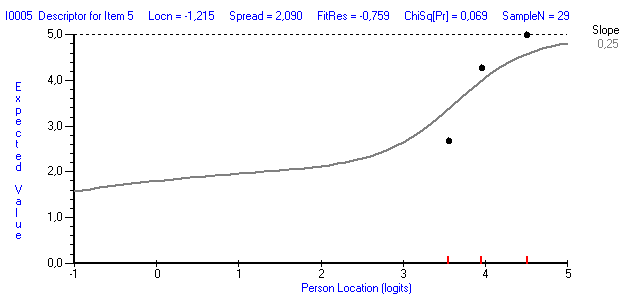 I0005 Descriptor for Item 5 Locn = -1,215 Spread = 2,090 FitRes = -0,759 ChiSq[Pr] = 0,069 SampleN = 29
Slope
0,25
5,0
4,0
3,0
2,0
1,0
0,0
Expected Value
-1 0 1 2 3 4 5
Person Location (logits)